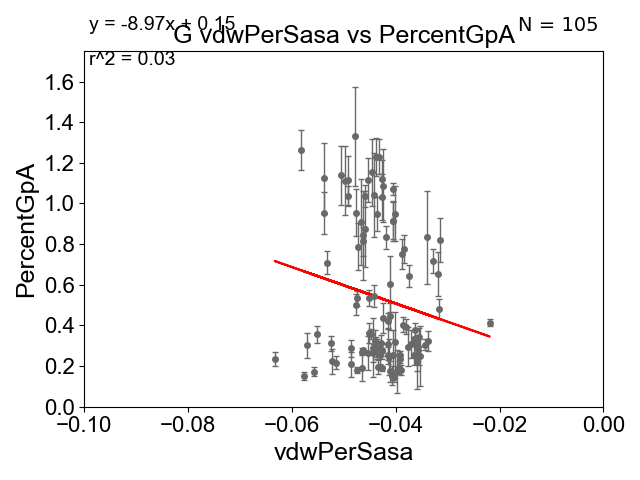 y = -8.97x + 0.15
N = 105
G vdwPerSasa vs PercentGpA
r^2 = 0.03
PercentGpA
1.6
1.4
1.2
1.0
0.8
0.6
0.4
0.2
0.0
−0.10 −0.08 −0.06 −0.04 −0.02 0.00
vdwPerSasa